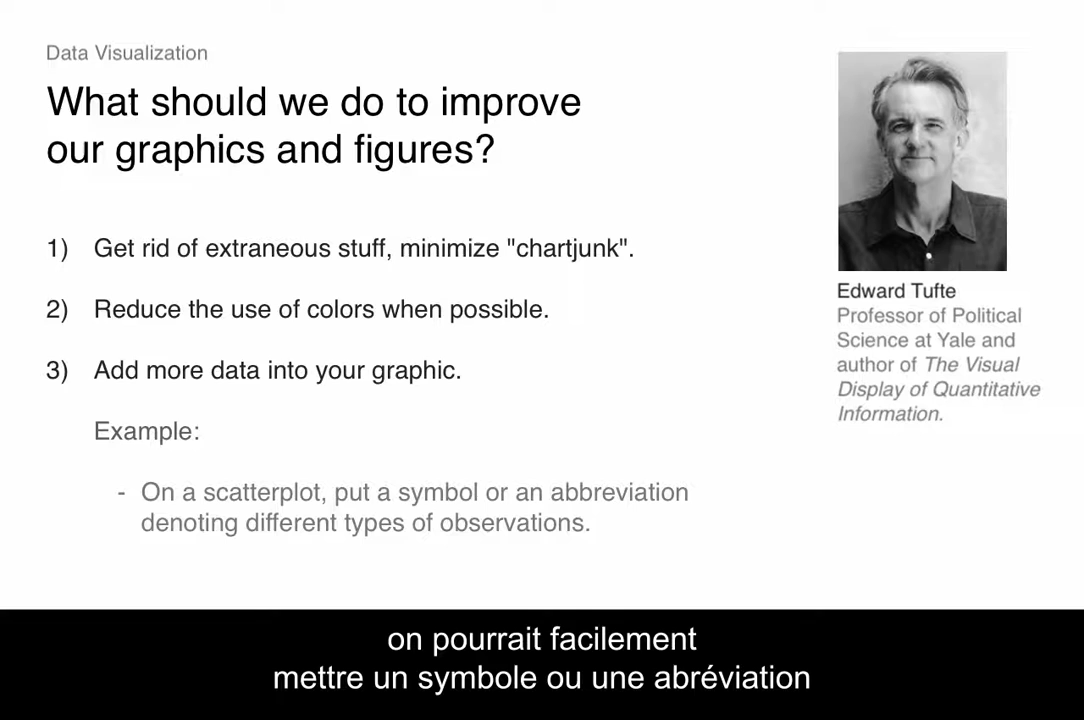 Data Visualization
What should we do to improve
our graphics and figures?
1) Get rid of extraneous stuff, minimize "chartjunk".
2) Reduce the use of colors when possible.
3) Add more data into your graphic.
Example:
- On a scatterplot, put a symbol or an abbreviation
denoting different types of observations.
Edward Tufte
Professor of Political
Science at Yale and
author of The Visual
Display of Quantitative
Information.
on pourrait facilement
mettre un symbole ou une abréviation